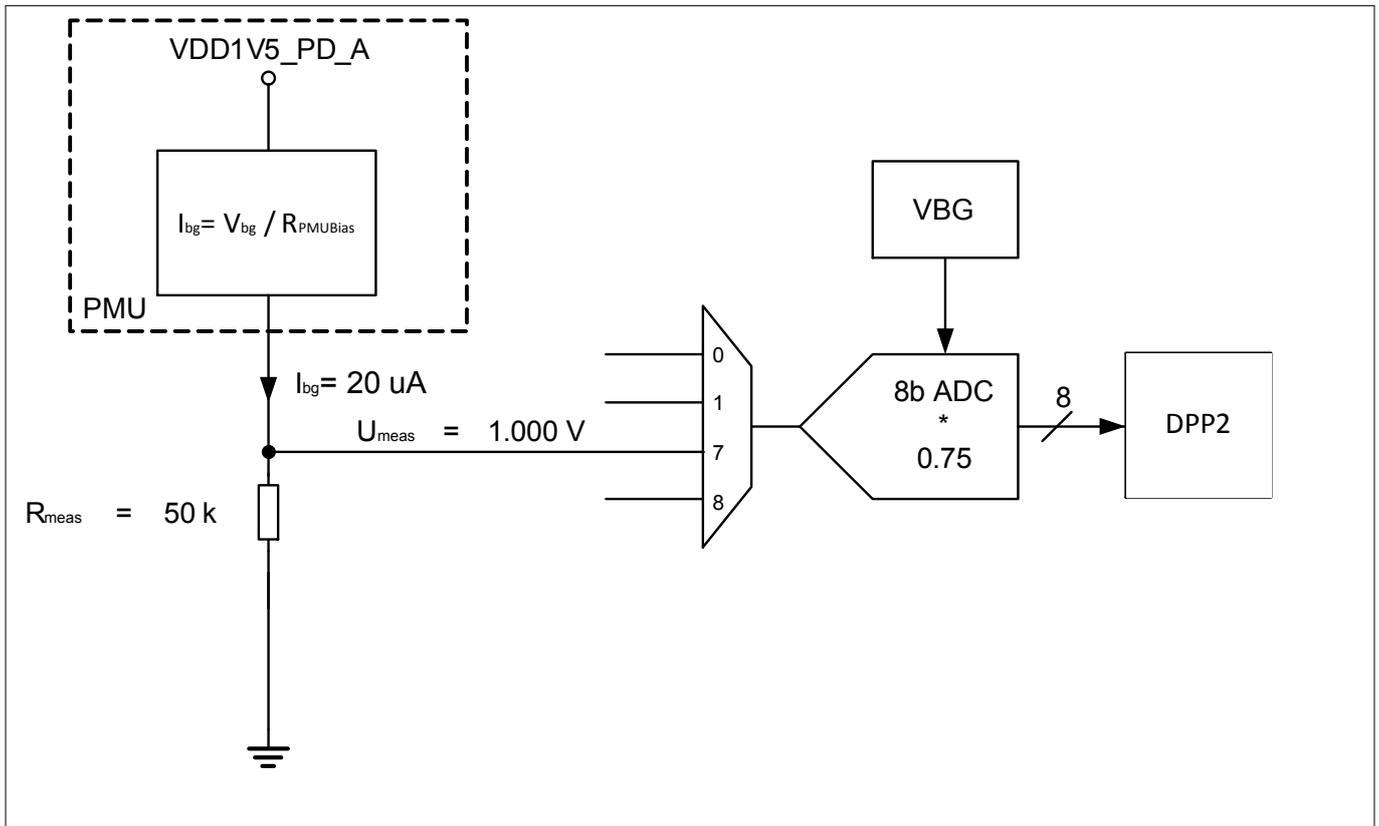 VDD1V5_PD_A
Ibg= Vbg / RPMUBias
PMU
Ibg= 20 uA
Umeas = 1.000 V
Rmeas = 50 k
0
1
7
8
VBG
8b ADC
*
0.75
8
DPP2